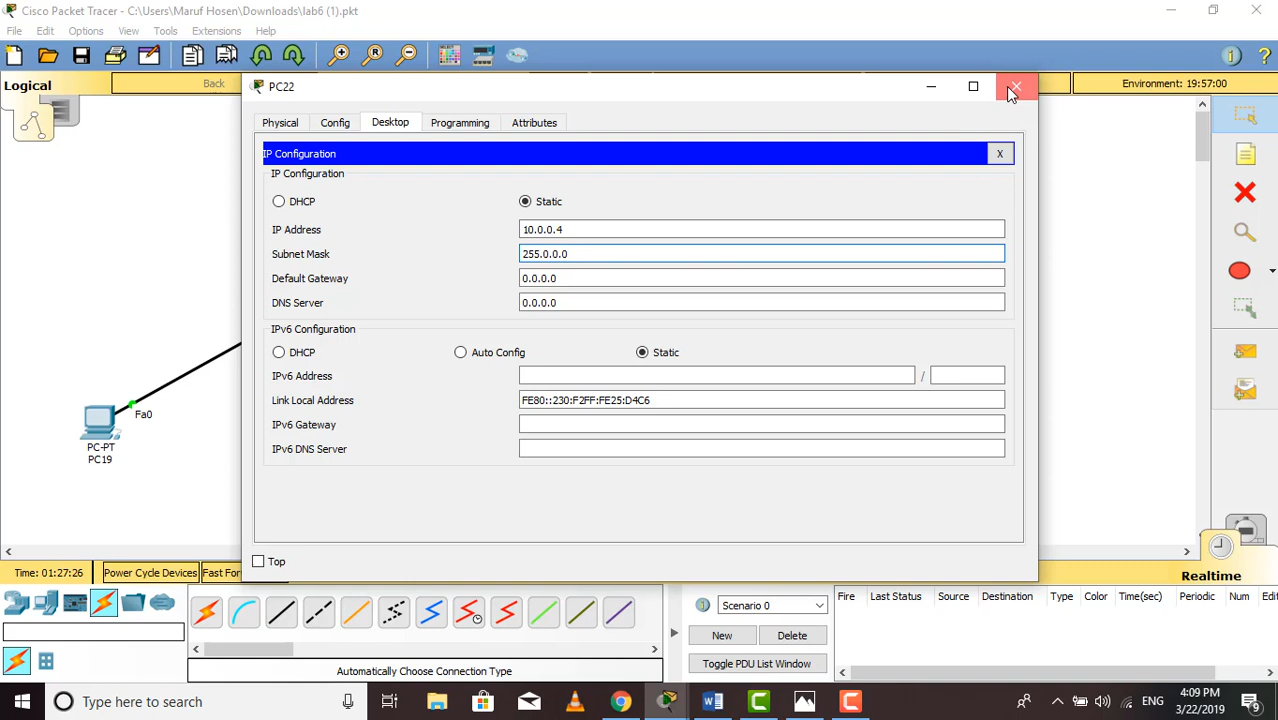 Cisco Packet Tracer - C:\Users\Maruf Hosen\Downloads\lab6 (1).pkt
File Edit Options View Tools Extensions Help
Logical Back Environment: 19:57:00
PC22
Physical Config Desktop Programming Attributes
IP Configuration X
IP Configuration
DHCP Static
IP Address 10.0.0.4
Subnet Mask 255.0.0.0
Default Gateway 0.0.0.0
DNS Server 0.0.0.0
IPv6 Configuration
DHCP Auto Config Static
IPv6 Address /
Link Local Address FE80::230:F2FF:FE25:D4C6
IPv6 Gateway
IPv6 DNS Server
Top
Fa0
PC-PT
PC19
Time: 01:27:26 Power Cycle Devices Fast For
Realtime
Scenario 0
New Delete
Toggle PDU List Window
Fire Last Status Source Destination Type Color Time(sec) Periodic Num Edit
Automatically Choose Connection Type
Type here to search
ENG
4:09 PM
3/22/2019
9